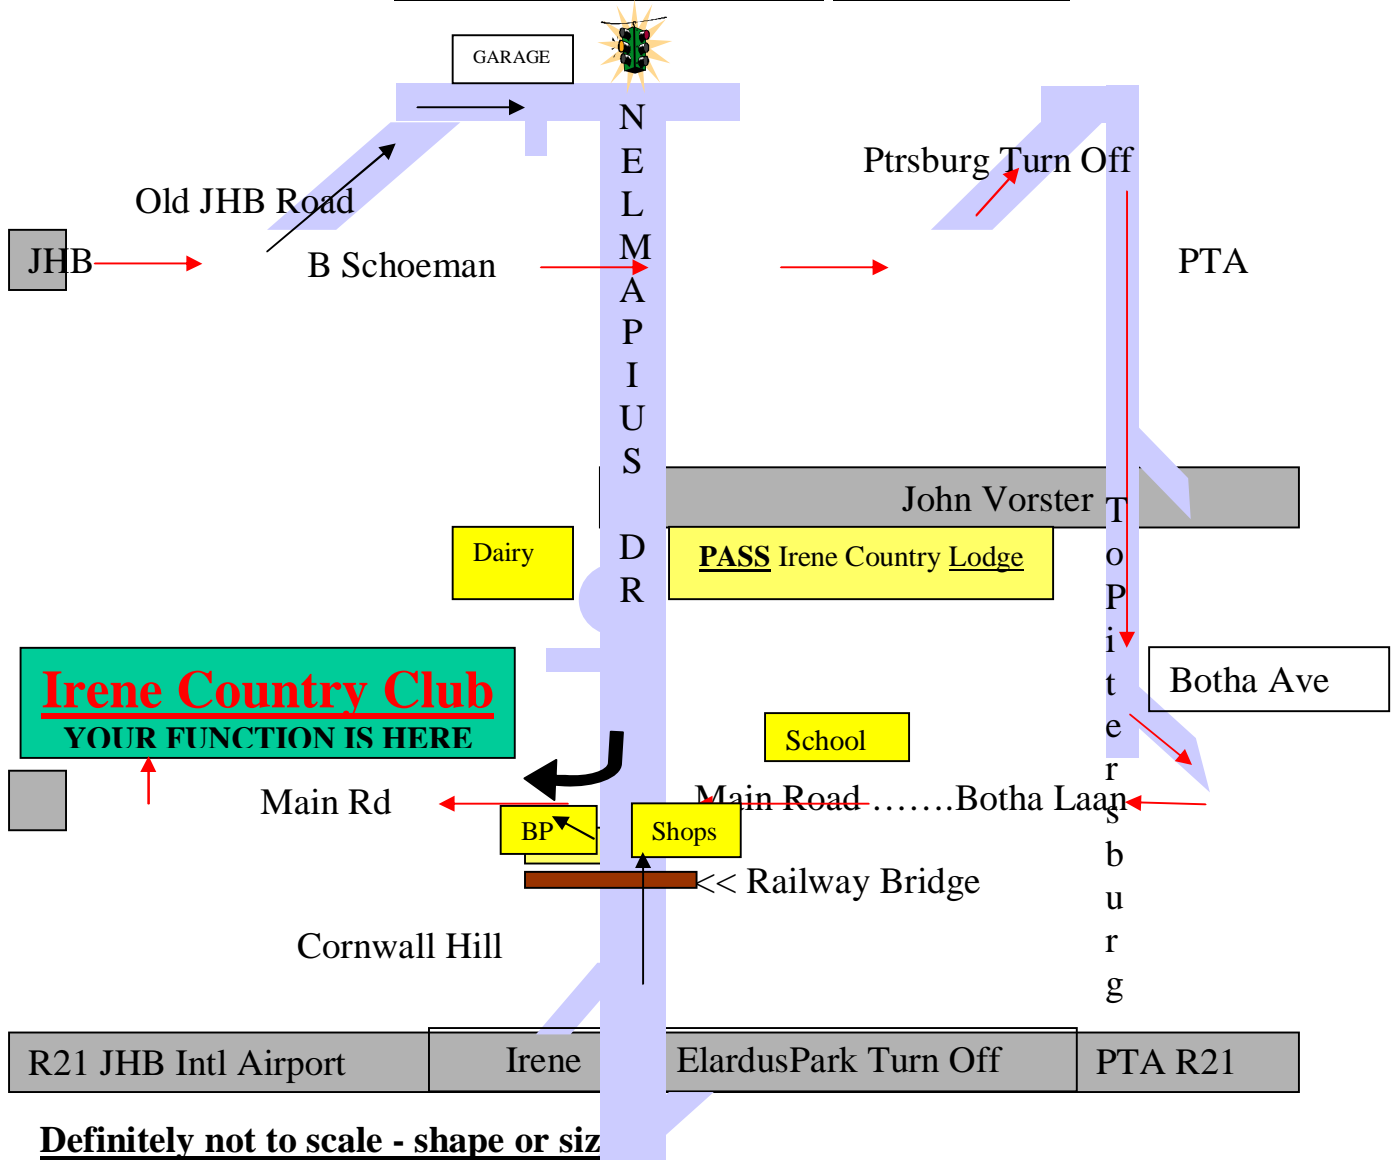 GARAGE
NELMAPIUS DR
Ptrsburg Turn Off
Old JHB Road
JHB
B Schoeman
PTA
John Vorster
ToPitersburg
Dairy
PASS Irene Country Lodge
Irene Country Club
YOUR FUNCTION IS HERE
Botha Ave
School
Main Rd
Main Road …….Botha Laan
BP
Shops
<< Railway Bridge
Cornwall Hill
R21 JHB Intl Airport
Irene
ElardusPark Turn Off
PTA R21
Definitely not to scale - shape or siz